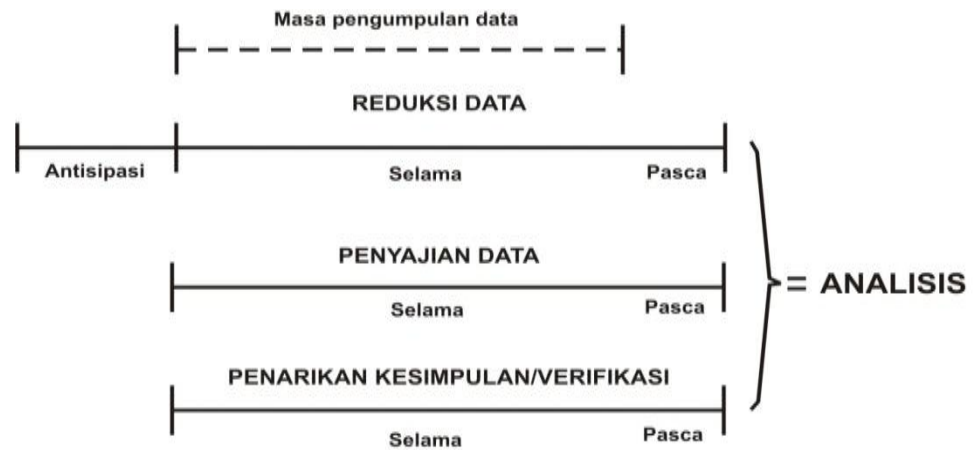 Masa pengumpulan data
REDUKSI DATA
Antisipasi
Selama
Pasca
PENYAJIAN DATA
Selama
Pasca
= ANALISIS
PENARIKAN KESIMPULAN/VERIFIKASI
Selama
Pasca